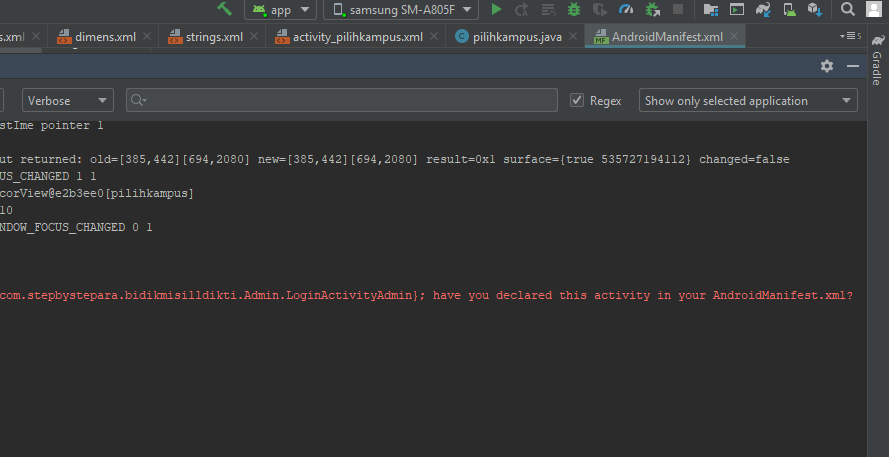 app
samsung SM-A805F
s.xml
dimens.xml
strings.xml
activity_pilihkampus.xml
pilihkampus.java
AndroidManifest.xml
5
Gradle
Verbose
Regex
Show only selected application
stIme pointer 1
ut returned: old=[385,442][694,2080] new=[385,442][694,2080] result=0x1 surface={true 535727194112} changed=false
US_CHANGED 1 1
corView@e2b3ee0[pilihkampus]
10
NDOW_FOCUS_CHANGED 0 1
com.stepbystepara.bidikmisilldikti.Admin.LoginActivityAdmin}; have you declared this activity in your AndroidManifest.xml?